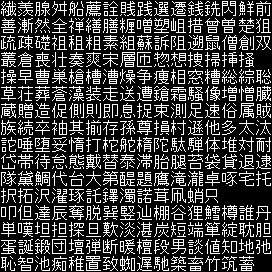 繊羨腺舛船薦詮賎践選遷銭銑閃鮮前
善漸然全禅繕膳糎噌塑岨措曾曽楚狙
疏疎礎祖租粗素組蘇訴阻遡鼠僧創双
叢倉喪壮奏爽宋層匝惣想捜掃挿掻
操早曹巣槍槽漕燥争痩相窓糟総綜聡
草荘葬蒼藻装走送遭鎗霜騒像増憎臓
蔵贈造促側則即息捉束測足速俗属賊
族続卒袖其揃存孫尊損村遜他多太汰
詑唾堕妥惰打柁舵楕陀駄騨体堆対耐
岱帯待怠態戴替泰滞胎腿苔袋貸退逮
隊黛鯛代台大第醍題鷹滝瀧卓啄宅托
択拓沢濯琢託鐸濁諾茸凧蛸只
叩但達辰奪脱巽竪辿棚谷狸鱈樽誰丹
単嘆坦担探旦歎淡湛炭短端箪綻耽胆
蛋誕鍛団壇弾断暖檀段男談値知地弛
恥智池痴稚置致蜘遅馳築畜竹筑蓄